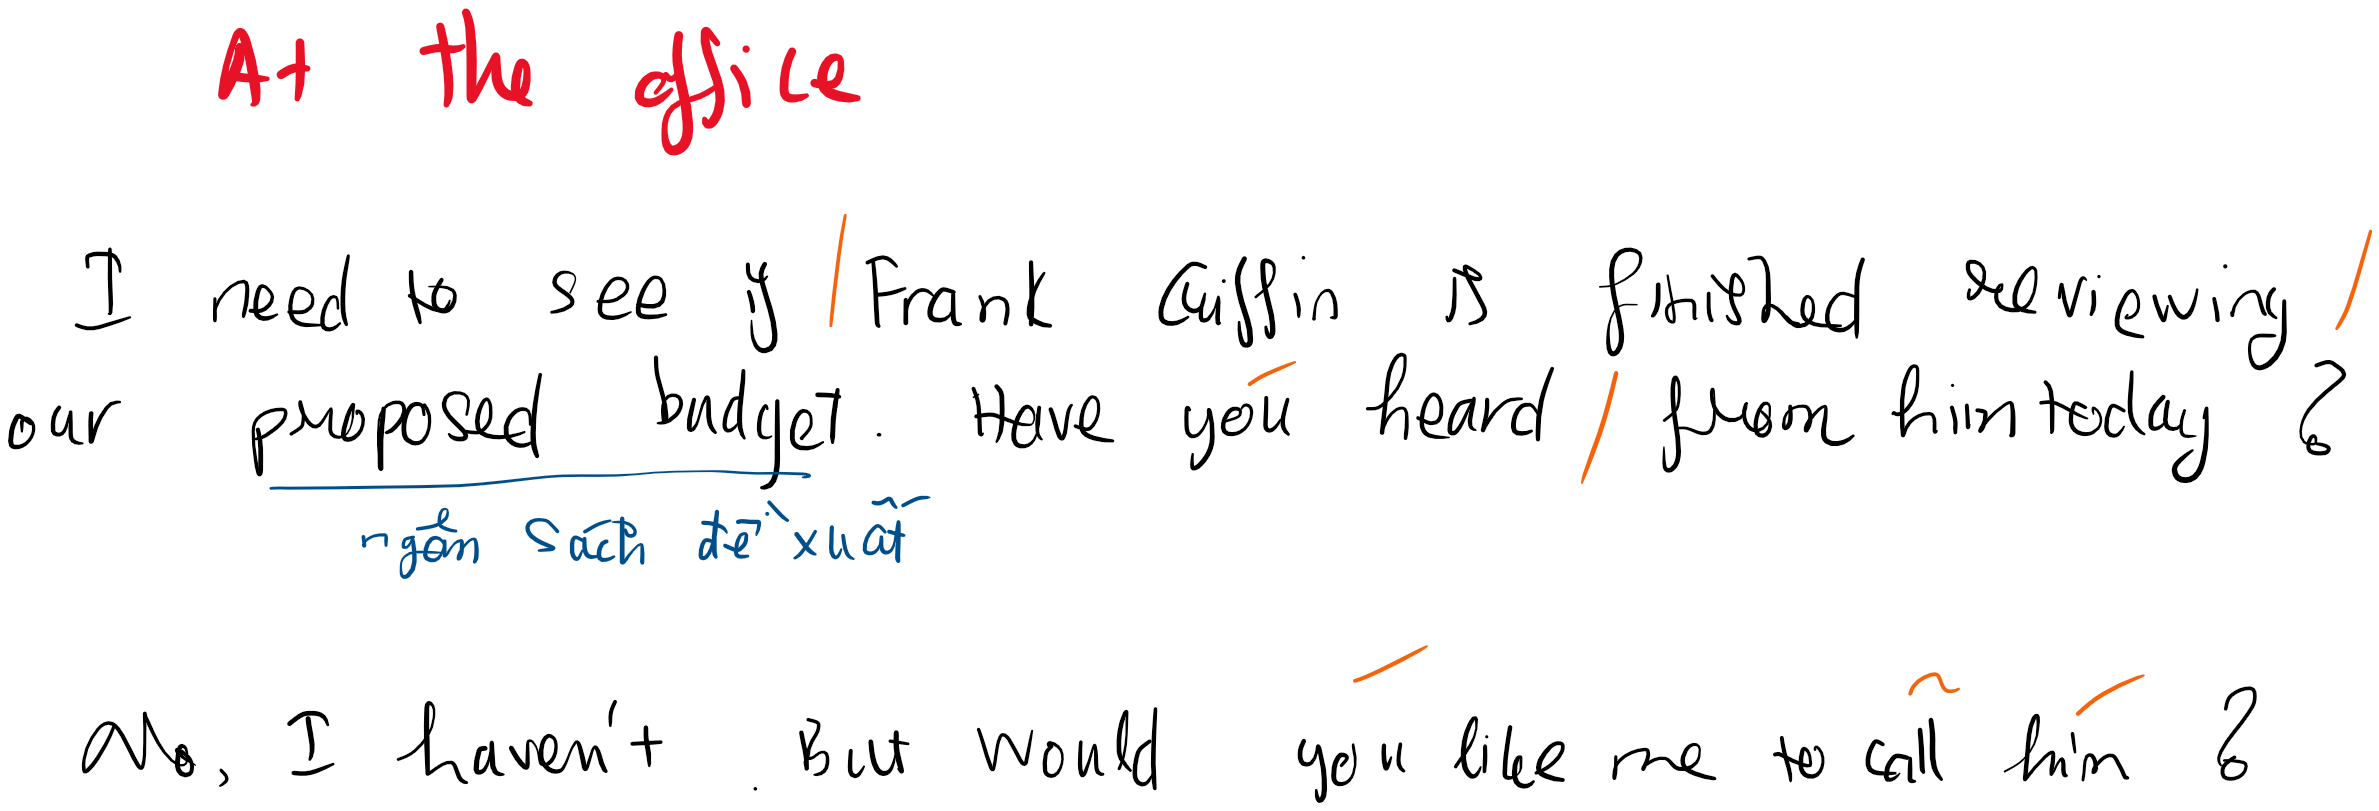 At the office
I need to see if / Frank Griffin is finished reviewing /
our proposed budget. Have you heard / from him today?
ngân sách đề xuất
No, I haven't. But would you like me to call him?